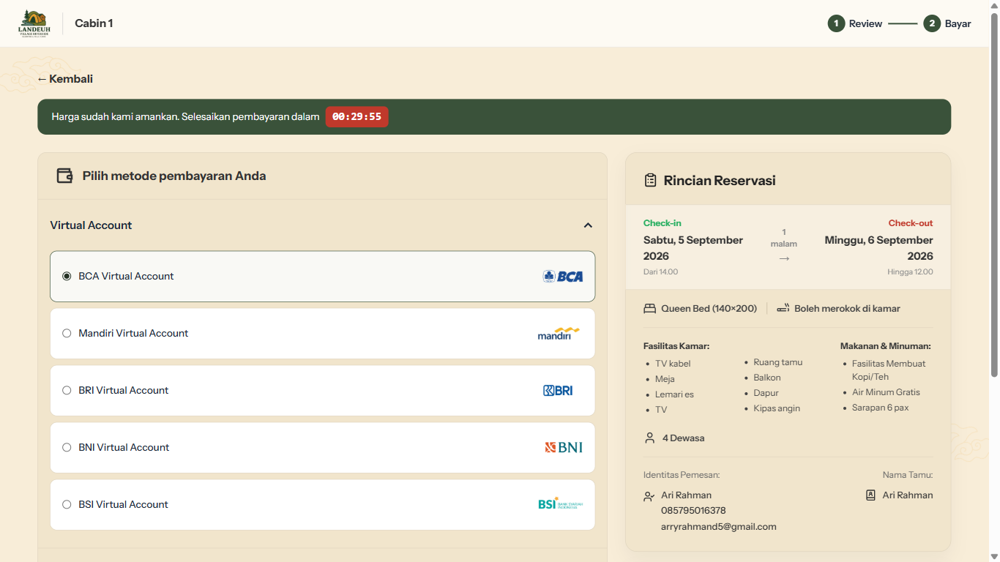 LANDEUH
VILLAGE RIVERSIDE
Cabin 1
1 Review
2 Bayar
← Kembali
Harga sudah kami amankan. Selesaikan pembayaran dalam 00:29:55
Pilih metode pembayaran Anda
Virtual Account
BCA Virtual Account
BCA
Mandiri Virtual Account
mandiri
BRI Virtual Account
BRI
BNI Virtual Account
BNI
BSI Virtual Account
BSI BANK SYARIAH
INDONESIA
Rincian Reservasi
Check-in
Sabtu, 5 September
2026
Dari 14.00
1
malam
→
Check-out
Minggu, 6 September
2026
Hingga 12.00
Queen Bed (140×200)
Boleh merokok di kamar
Fasilitas Kamar:
• TV kabel
• Meja
• Lemari es
• TV
• Ruang tamu
• Balkon
• Dapur
• Kipas angin
Makanan & Minuman:
• Fasilitas Membuat
Kopi/Teh
• Air Minum Gratis
• Sarapan 6 pax
4 Dewasa
Identitas Pemesan:
Ari Rahman
085795016378
arryrahmand5@gmail.com
Nama Tamu:
Ari Rahman